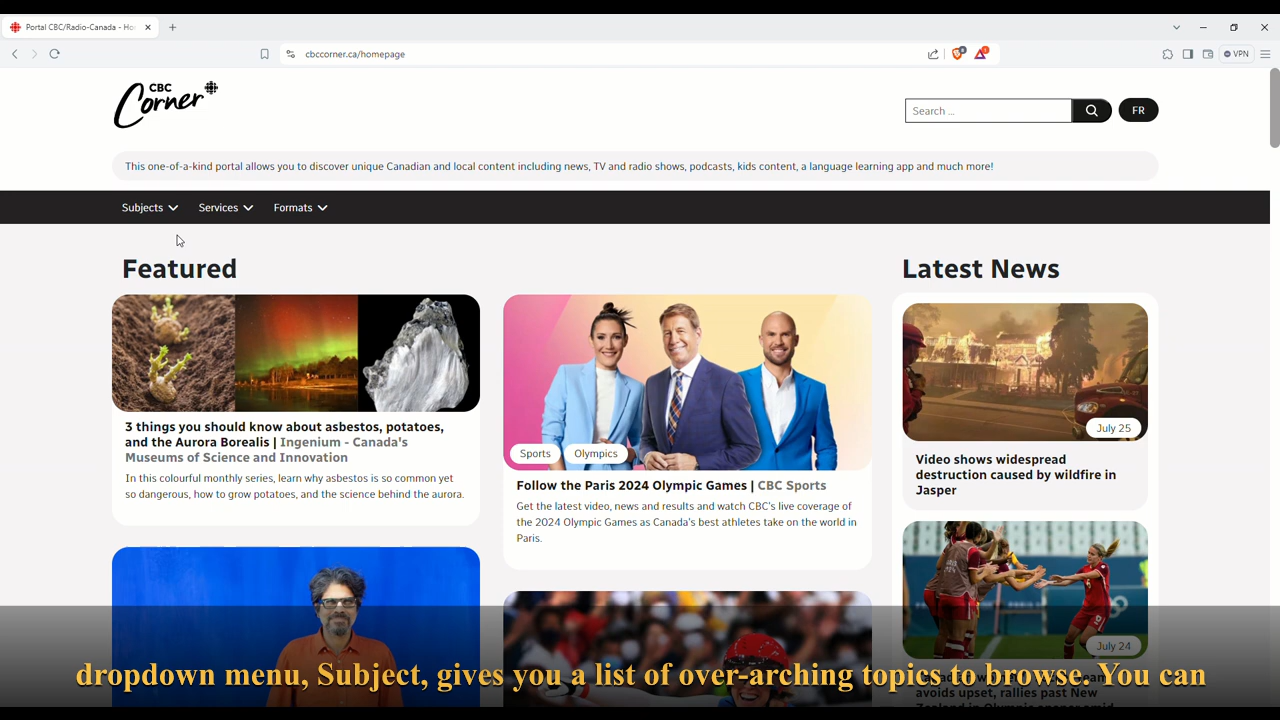 Portal CBC/Radio-Canada - Ho
cbccorner.ca/homepage
VPN
CBC
Corner
Search ...
FR
This one-of-a-kind portal allows you to discover unique Canadian and local content including news, TV and radio shows, podcasts, kids content, a language learning app and much more!
Subjects
Services
Formats
Featured
3 things you should know about asbestos, potatoes,
and the Aurora Borealis | Ingenium - Canada's
Museums of Science and Innovation
In this colourful monthly series, learn why asbestos is so common yet
so dangerous, how to grow potatoes, and the science behind the aurora.
Sports
Olympics
Follow the Paris 2024 Olympic Games | CBC Sports
Get the latest video, news and results and watch CBC's live coverage of
the 2024 Olympic Games as Canada's best athletes take on the world in
Paris.
Latest News
July 25
Video shows widespread
destruction caused by wildfire in
Jasper
July 24
avoids upset, rallies past New
dropdown menu, Subject, gives you a list of over-arching topics to browse. You can